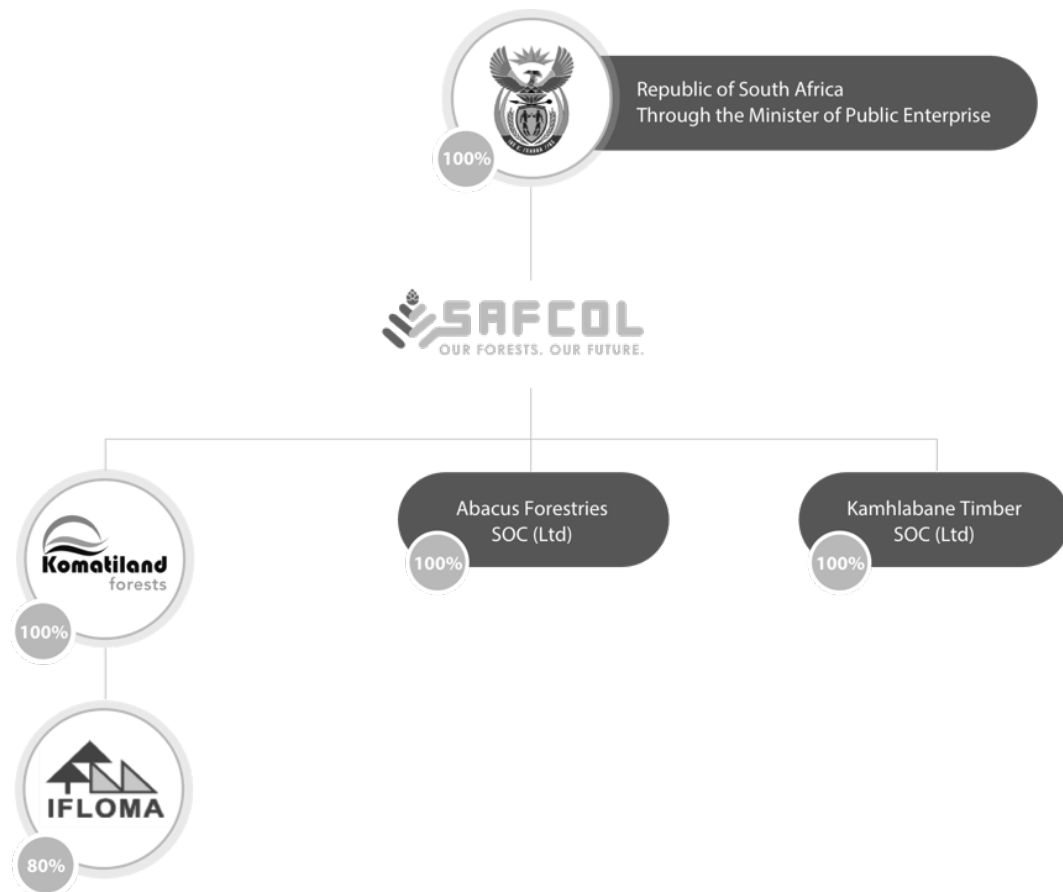 Republic of South Africa
Through the Minister of Public Enterprise
100%
SAFCOL
OUR FORESTS. OUR FUTURE.
Komatiland
forests
100%
Abacus Forestries
SOC (Ltd)
100%
Kamhlabane Timber
SOC (Ltd)
100%
IFLOMA
80%